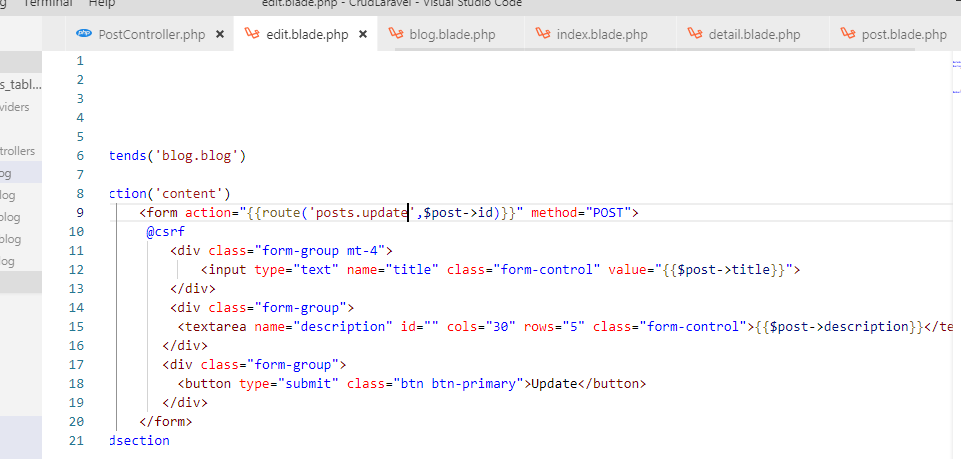 g Terminal Help edit.blade.php - CrudLaravel - Visual Studio Code
PostController.php × edit.blade.php × blog.blade.php index.blade.php detail.blade.php post.blade.php
s_tabl...
viders
trollers
og
log
blog
blog
log
1
2
3
4
5
6 tends('blog.blog')
7
8 ction('content')
9 <form action="{{route('posts.update',$post->id)}}" method="POST">
10 @csrf
11 <div class="form-group mt-4">
12 <input type="text" name="title" class="form-control" value="{{$post->title}}">
13 </div>
14 <div class="form-group">
15 <textarea name="description" id="" cols="30" rows="5" class="form-control">{{$post->description}}</te
16 </div>
17 <div class="form-group">
18 <button type="submit" class="btn btn-primary">Update</button>
19 </div>
20 </form>
21 dsection